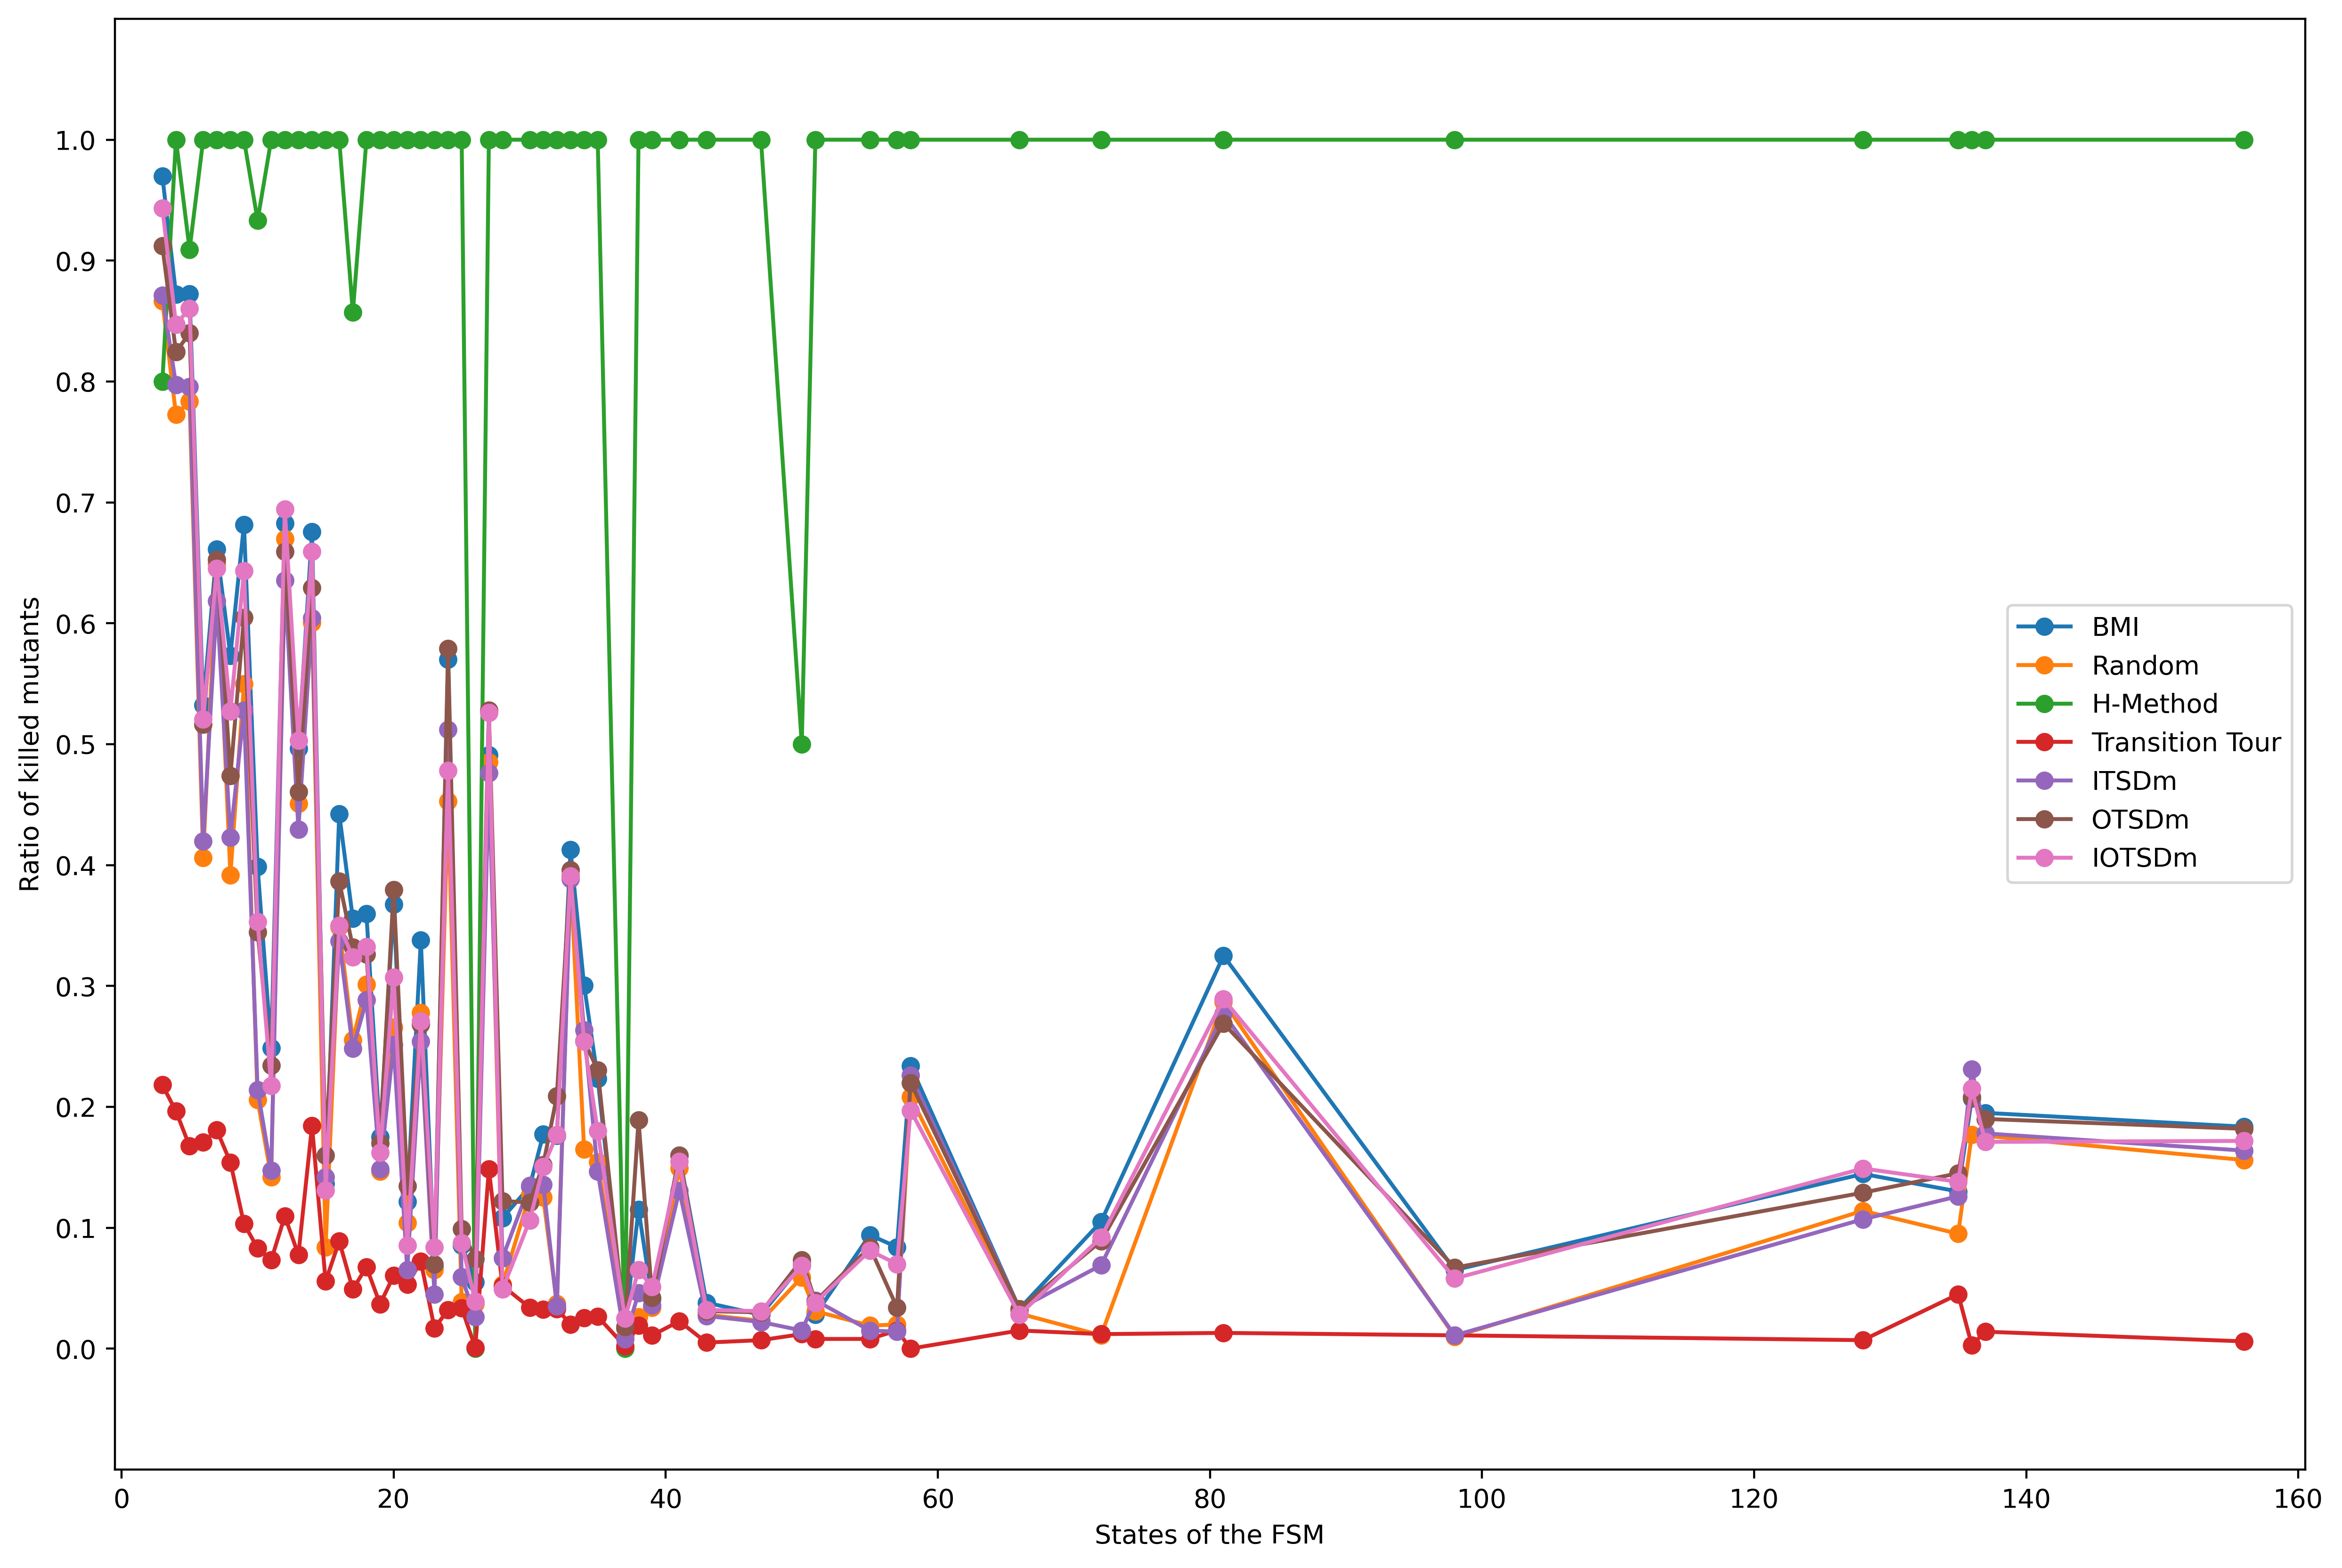 1.0
0.9
0.8
0.7
0.6
0.5
0.4
0.3
0.2
0.1
0.0
Ratio of killed mutants
BMI
Random
H-Method
Transition Tour
ITSDm
OTSDm
IOTSDm
0 20 40 60 80 100 120 140 160
States of the FSM